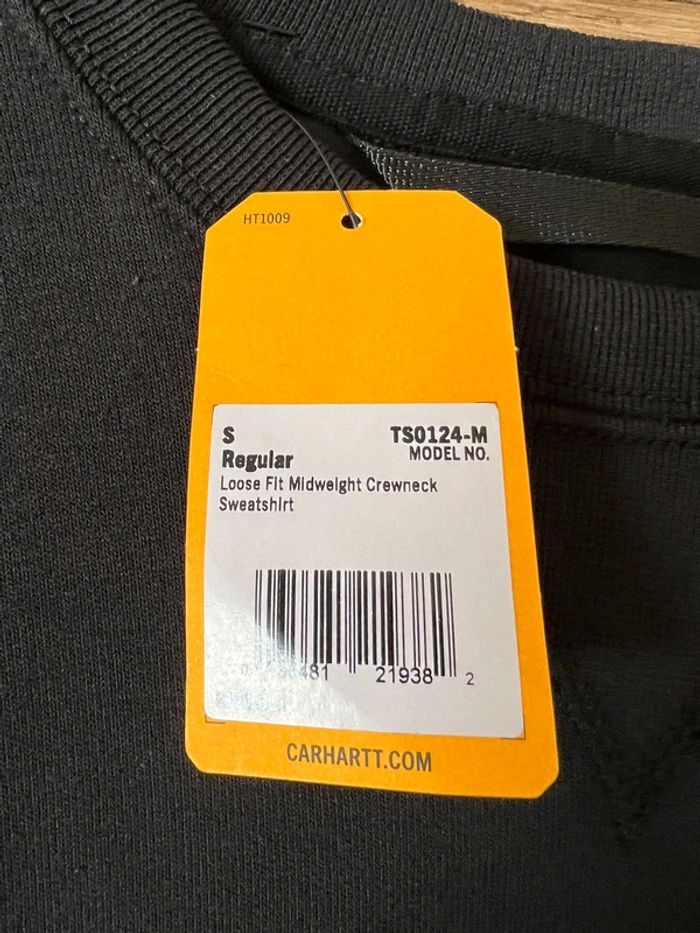 HT1009
S
TS0124-M
Regular
MODEL NO.
Loose Fit Midweight Crewneck
Sweatshirt
21938 2
CARHARTT.COM